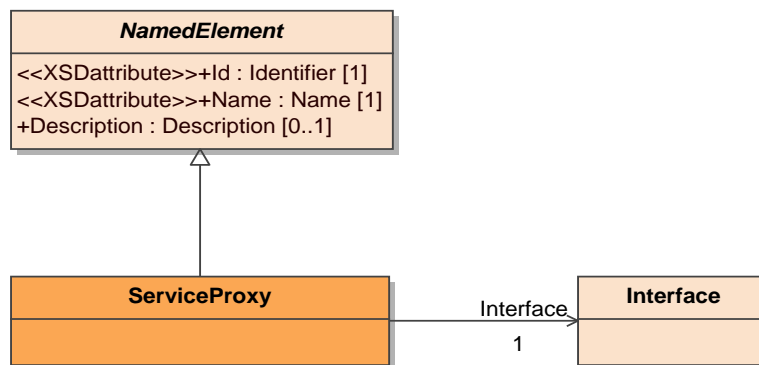 NamedElement
<<XSDattribute>>+Id : Identifier [1]
<<XSDattribute>>+Name : Name [1]
+Description : Description [0..1]
ServiceProxy
Interface
Interface
1